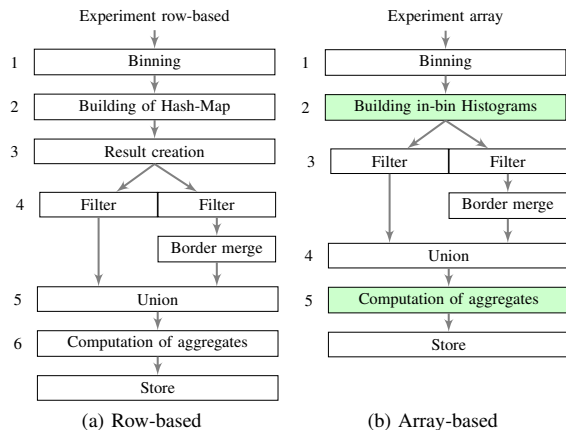 Experiment row-based
1 Binning
2 Building of Hash-Map
3 Result creation
4 Filter Filter
Border merge
5 Union
6 Computation of aggregates
Store
(a) Row-based
Experiment array
1 Binning
2 Building in-bin Histograms
3 Filter Filter
Border merge
4 Union
5 Computation of aggregates
Store
(b) Array-based